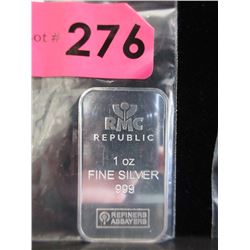 ot # 276
RMC
REPUBLIC
1 oz
FINE SILVER
999
REFINERS
ASSAYERS